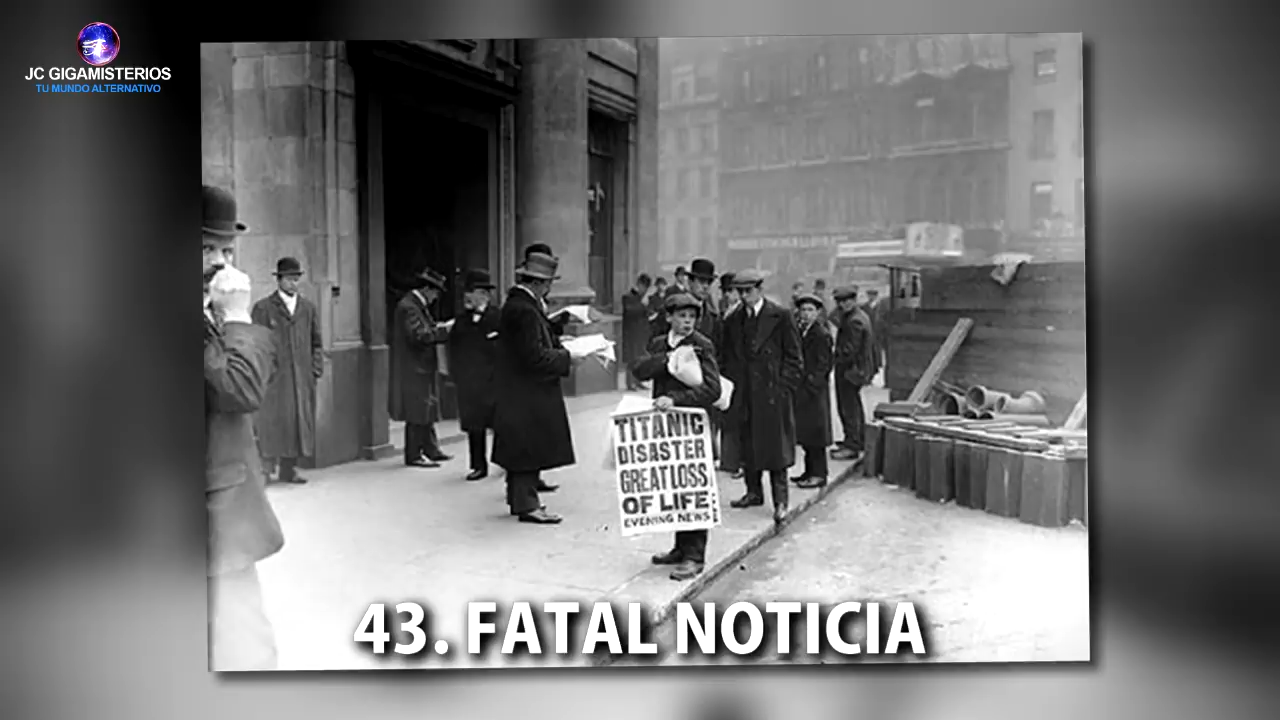 JC GIGAMISTERIOS
TU MUNDO ALTERNATIVO
TITANIC
DISASTER
GREAT LOSS
OF LIFE
EVENING NEWS
43. FATAL NOTICIA